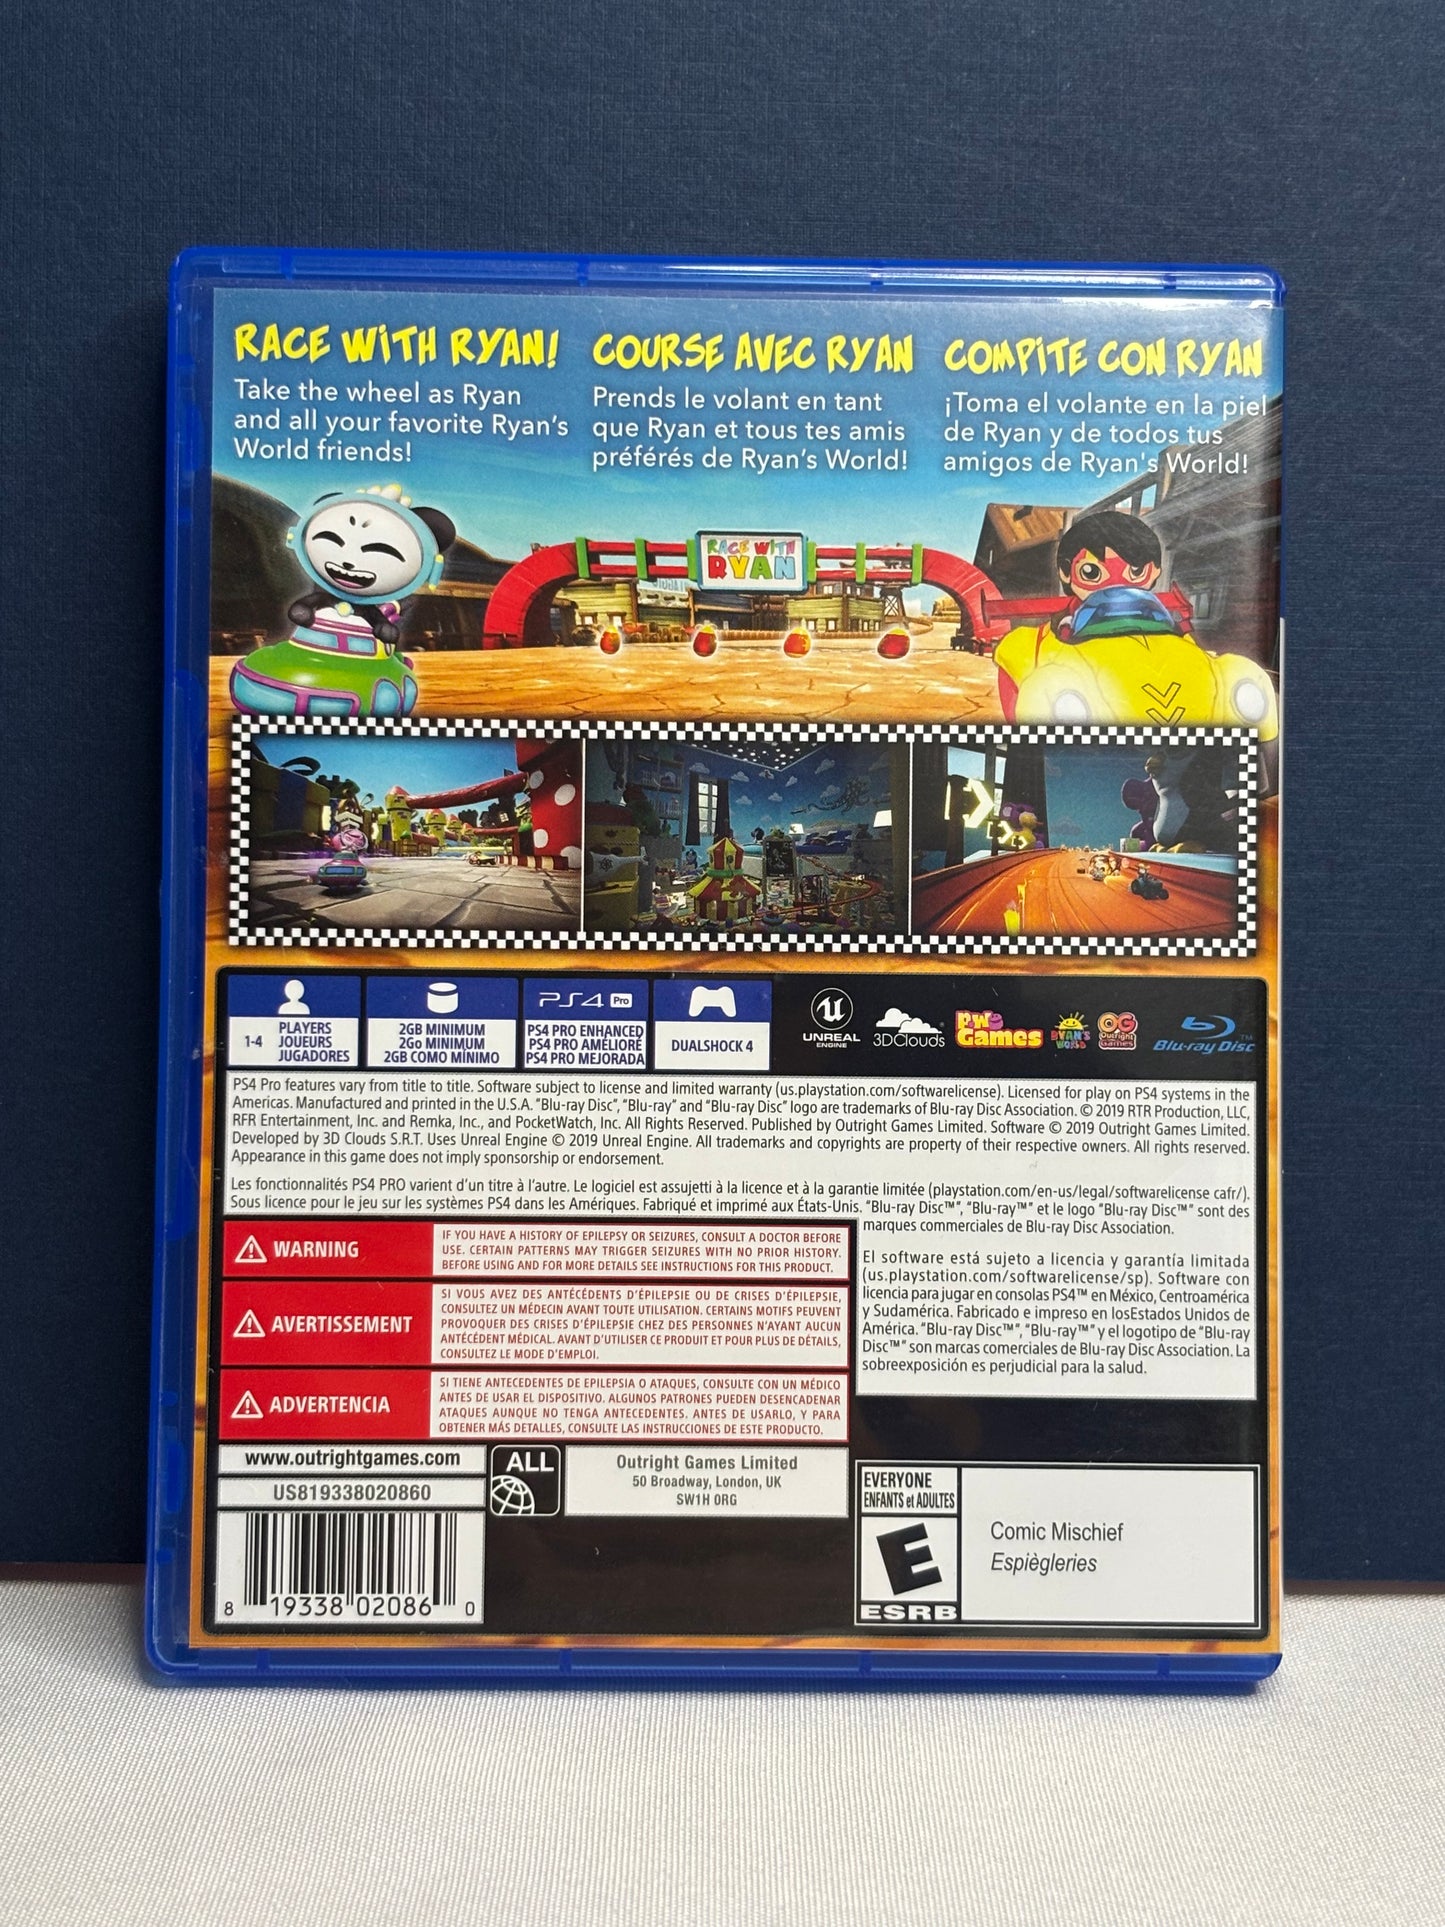 RACE WITH RYAN!
Take the wheel as Ryan
and all your favorite Ryan's
World friends!
COURSE AVEC RYAN
Prends le volant en tant
que Ryan et tous tes amis
préférés de Ryan's World!
COMPITE CON RYAN
¡Toma el volante en la piel
de Ryan y de todos tus
amigos de Ryan's World!
RACE WITH
RYAN
1-4
PLAYERS
JOUEURS
JUGADORES
2GB MINIMUM
2Go MINIMUM
2GB COMO MÍNIMO
PS4 Pro
PS4 PRO ENHANCED
PS4 PRO AMÉLIORÉ
PS4 PRO MEJORADA
DUALSHOCK 4
UNREAL
ENGINE
3DClouds
PW
Games
RYAN'S
WORLD
OG
Outright
Games
Blu-ray Disc™
PS4 Pro features vary from title to title. Software subject to license and limited warranty (us.playstation.com/softwarelicense). Licensed for play on PS4 systems in the
Americas. Manufactured and printed in the U.S.A. "Blu-ray Disc", "Blu-ray" and "Blu-ray Disc" logo are trademarks of Blu-ray Disc Association. © 2019 RTR Production, LLC,
RFR Entertainment, Inc. and Remka, Inc., and PocketWatch, Inc. All Rights Reserved. Published by Outright Games Limited. Software © 2019 Outright Games Limited.
Developed by 3D Clouds S.R.T. Uses Unreal Engine © 2019 Unreal Engine. All trademarks and copyrights are property of their respective owners. All rights reserved.
Appearance in this game does not imply sponsorship or endorsement.
Les fonctionnalités PS4 PRO varient d'un titre à l'autre. Le logiciel est assujetti à la licence et à la garantie limitée (playstation.com/en-us/legal/softwarelicense cafr/).
Sous licence pour le jeu sur les systèmes PS4 dans les Amériques. Fabriqué et imprimé aux États-Unis. "Blu-ray Disc™", "Blu-ray™" et le logo "Blu-ray Disc™" sont des
marques commerciales de Blu-ray Disc Association.
El software está sujeto a licencia y garantía limitada
(us.playstation.com/softwarelicense/sp). Software con
licencia para jugar en consolas PS4™ en México, Centroamérica
y Sudamérica. Fabricado e impreso en losEstados Unidos de
América. "Blu-ray Disc™", "Blu-ray™" y el logotipo de "Blu-ray
Disc™" son marcas comerciales de Blu-ray Disc Association. La
sobreexposición es perjudicial para la salud.
WARNING
IF YOU HAVE A HISTORY OF EPILEPSY OR SEIZURES, CONSULT A DOCTOR BEFORE
USE. CERTAIN PATTERNS MAY TRIGGER SEIZURES WITH NO PRIOR HISTORY.
BEFORE USING AND FOR MORE DETAILS SEE INSTRUCTIONS FOR THIS PRODUCT.
AVERTISSEMENT
SI VOUS AVEZ DES ANTÉCÉDENTS D'ÉPILEPSIE OU DE CRISES D'ÉPILEPSIE,
CONSULTEZ UN MÉDECIN AVANT TOUTE UTILISATION. CERTAINS MOTIFS PEUVENT
PROVOQUER DES CRISES D'ÉPILEPSIE CHEZ DES PERSONNES N'AYANT AUCUN
ANTÉCÉDENT MÉDICAL. AVANT D'UTILISER CE PRODUIT ET POUR PLUS DE DÉTAILS,
CONSULTEZ LE MODE D'EMPLOI.
ADVERTENCIA
SI TIENE ANTECEDENTES DE EPILEPSIA O ATAQUES, CONSULTE CON UN MÉDICO
ANTES DE USAR EL DISPOSITIVO. ALGUNOS PATRONES PUEDEN DESENCADENAR
ATAQUES AUNQUE NO TENGA ANTECEDENTES. ANTES DE USARLO, Y PARA
OBTENER MÁS DETALLES, CONSULTE LAS INSTRUCCIONES DE ESTE PRODUCTO.
www.outrightgames.com
US819338020860
ALL
Outright Games Limited
50 Broadway, London, UK
SW1H 0RG
8 19338 02086 0
EVERYONE
ENFANTS et ADULTES
E
ESRB
Comic Mischief
Espiègleries